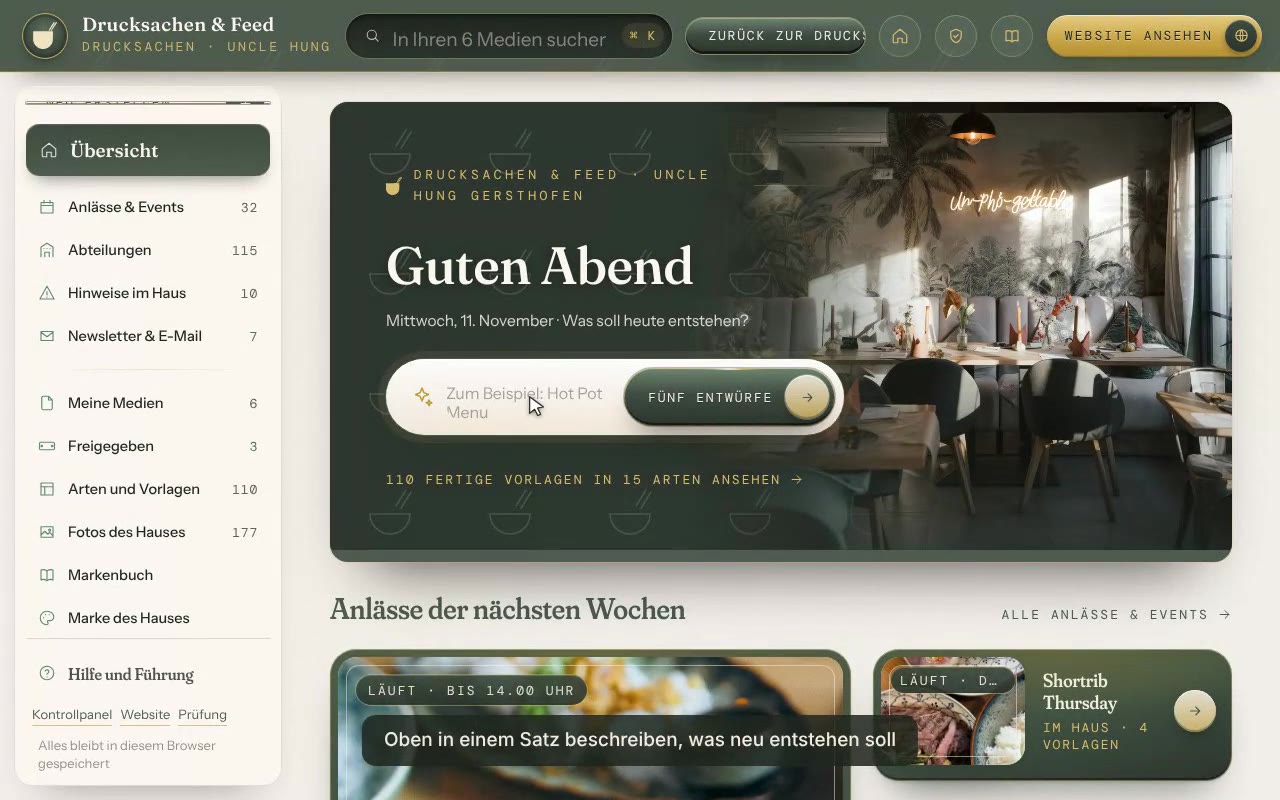 Drucksachen & Feed
DRUCKSACHEN · UNCLE HUNG
In Ihren 6 Medien sucher
⌘ K
ZURÜCK ZUR DRUCKS
WEBSITE ANSEHEN
Übersicht
Anlässe & Events 32
Abteilungen 115
Hinweise im Haus 10
Newsletter & E-Mail 7
Meine Medien 6
Freigegeben 3
Arten und Vorlagen 110
Fotos des Hauses 177
Markenbuch
Marke des Hauses
Hilfe und Führung
Kontrollpanel Website Prüfung
Alles bleibt in diesem Browser
gespeichert
DRUCKSACHEN & FEED · UNCLE
HUNG GERSTHOFEN
Guten Abend
Mittwoch, 11. November · Was soll heute entstehen?
Zum Beispiel: Hot Pot
Menu
FÜNF ENTWÜRFE →
110 FERTIGE VORLAGEN IN 15 ARTEN ANSEHEN →
Un-phở-gettable
Anlässe der nächsten Wochen
ALLE ANLÄSSE & EVENTS →
LÄUFT · BIS 14.00 UHR
LÄUFT · D…
Shortrib
Thursday
IM HAUS · 4
VORLAGEN
Oben in einem Satz beschreiben, was neu entstehen soll